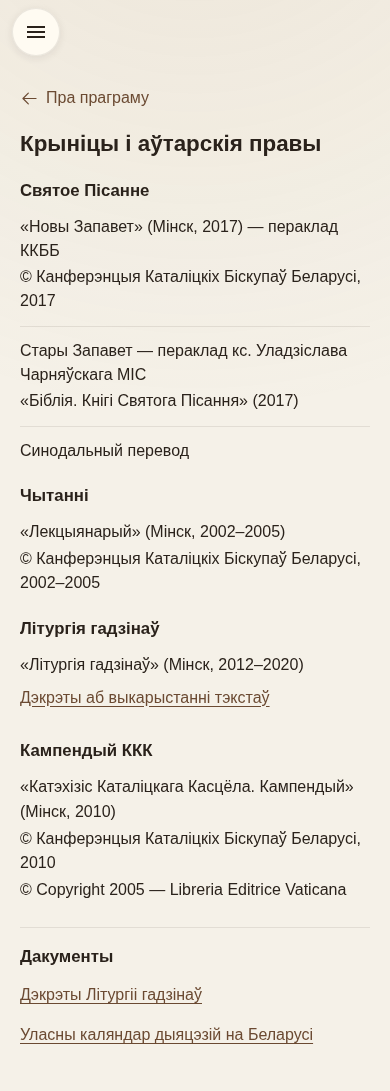 ← Пра праграму
Крыніцы і аўтарскія правы
Святое Пісанне
«Новы Запавет» (Мінск, 2017) — пераклад
ККББ
© Канферэнцыя Каталіцкіх Біскупаў Беларусі,
2017
Стары Запавет — пераклад кс. Уладзіслава
Чарняўскага МІС
«Біблія. Кнігі Святога Пісання» (2017)
Синодальный перевод
Чытанні
«Лекцыянарый» (Мінск, 2002–2005)
© Канферэнцыя Каталіцкіх Біскупаў Беларусі,
2002–2005
Літургія гадзінаў
«Літургія гадзінаў» (Мінск, 2012–2020)
Дэкрэты аб выкарыстанні тэкстаў
Кампендый ККК
«Катэхізіс Каталіцкага Касцёла. Кампендый»
(Мінск, 2010)
© Канферэнцыя Каталіцкіх Біскупаў Беларусі,
2010
© Copyright 2005 — Libreria Editrice Vaticana
Дакументы
Дэкрэты Літургіі гадзінаў
Уласны каляндар дыяцэзій на Беларусі